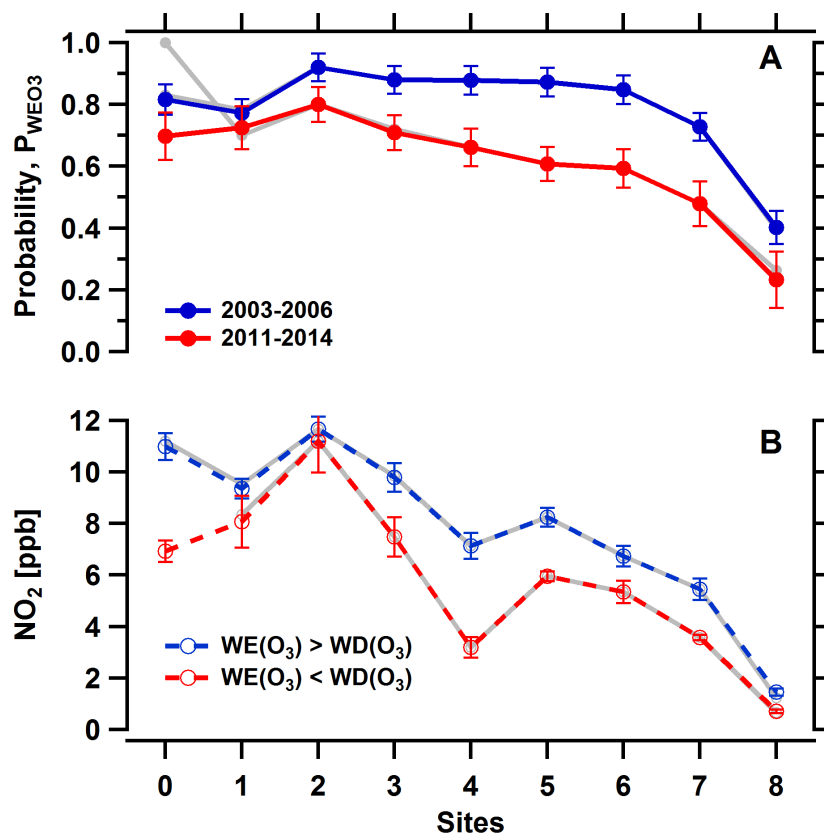 A
1.0
0.8
0.6
0.4
0.2
0.0
Probability, P_WEO3
2003-2006
2011-2014
B
12
10
8
6
4
2
0
NO₂ [ppb]
WE(O₃) > WD(O₃)
WE(O₃) < WD(O₃)
0 1 2 3 4 5 6 7 8
Sites